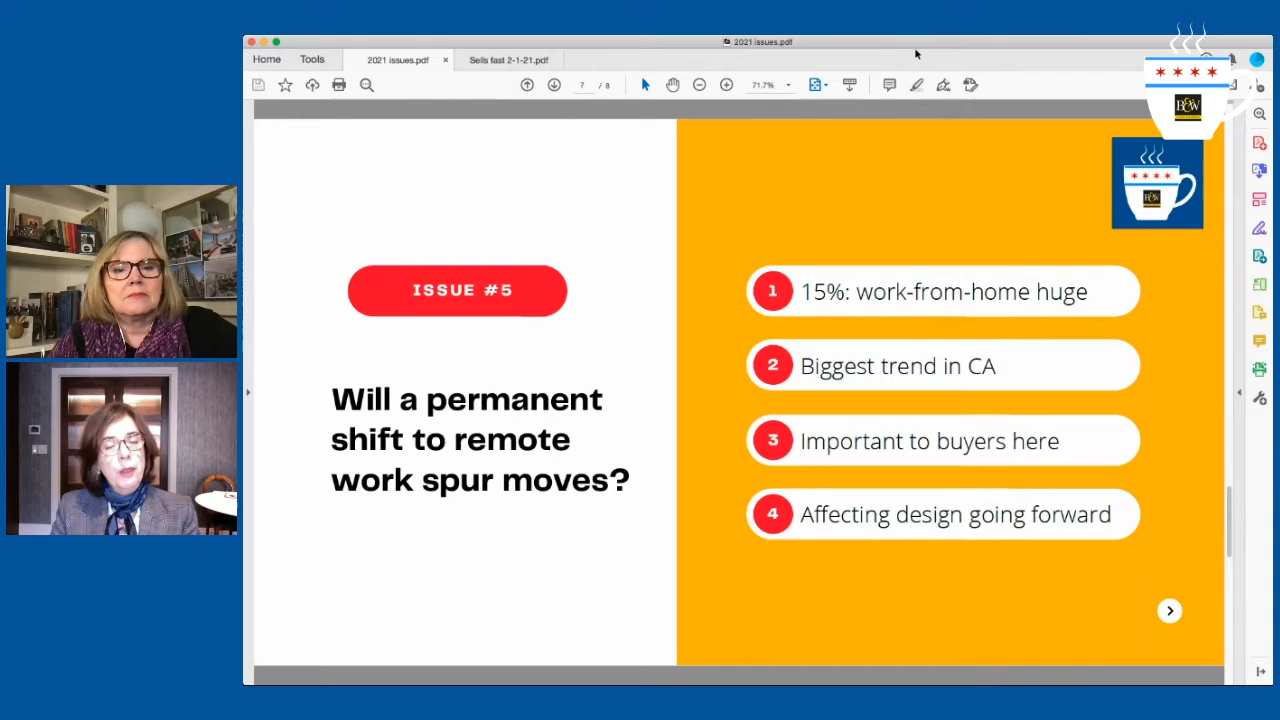 2021 issues.pdf
Home
Tools
2021 issues.pdf
Sells fast 2-1-21.pdf
7 / 8
71.7%
B&W
B&W
ISSUE #5
Will a permanent
shift to remote
work spur moves?
1 15%: work-from-home huge
2 Biggest trend in CA
3 Important to buyers here
4 Affecting design going forward